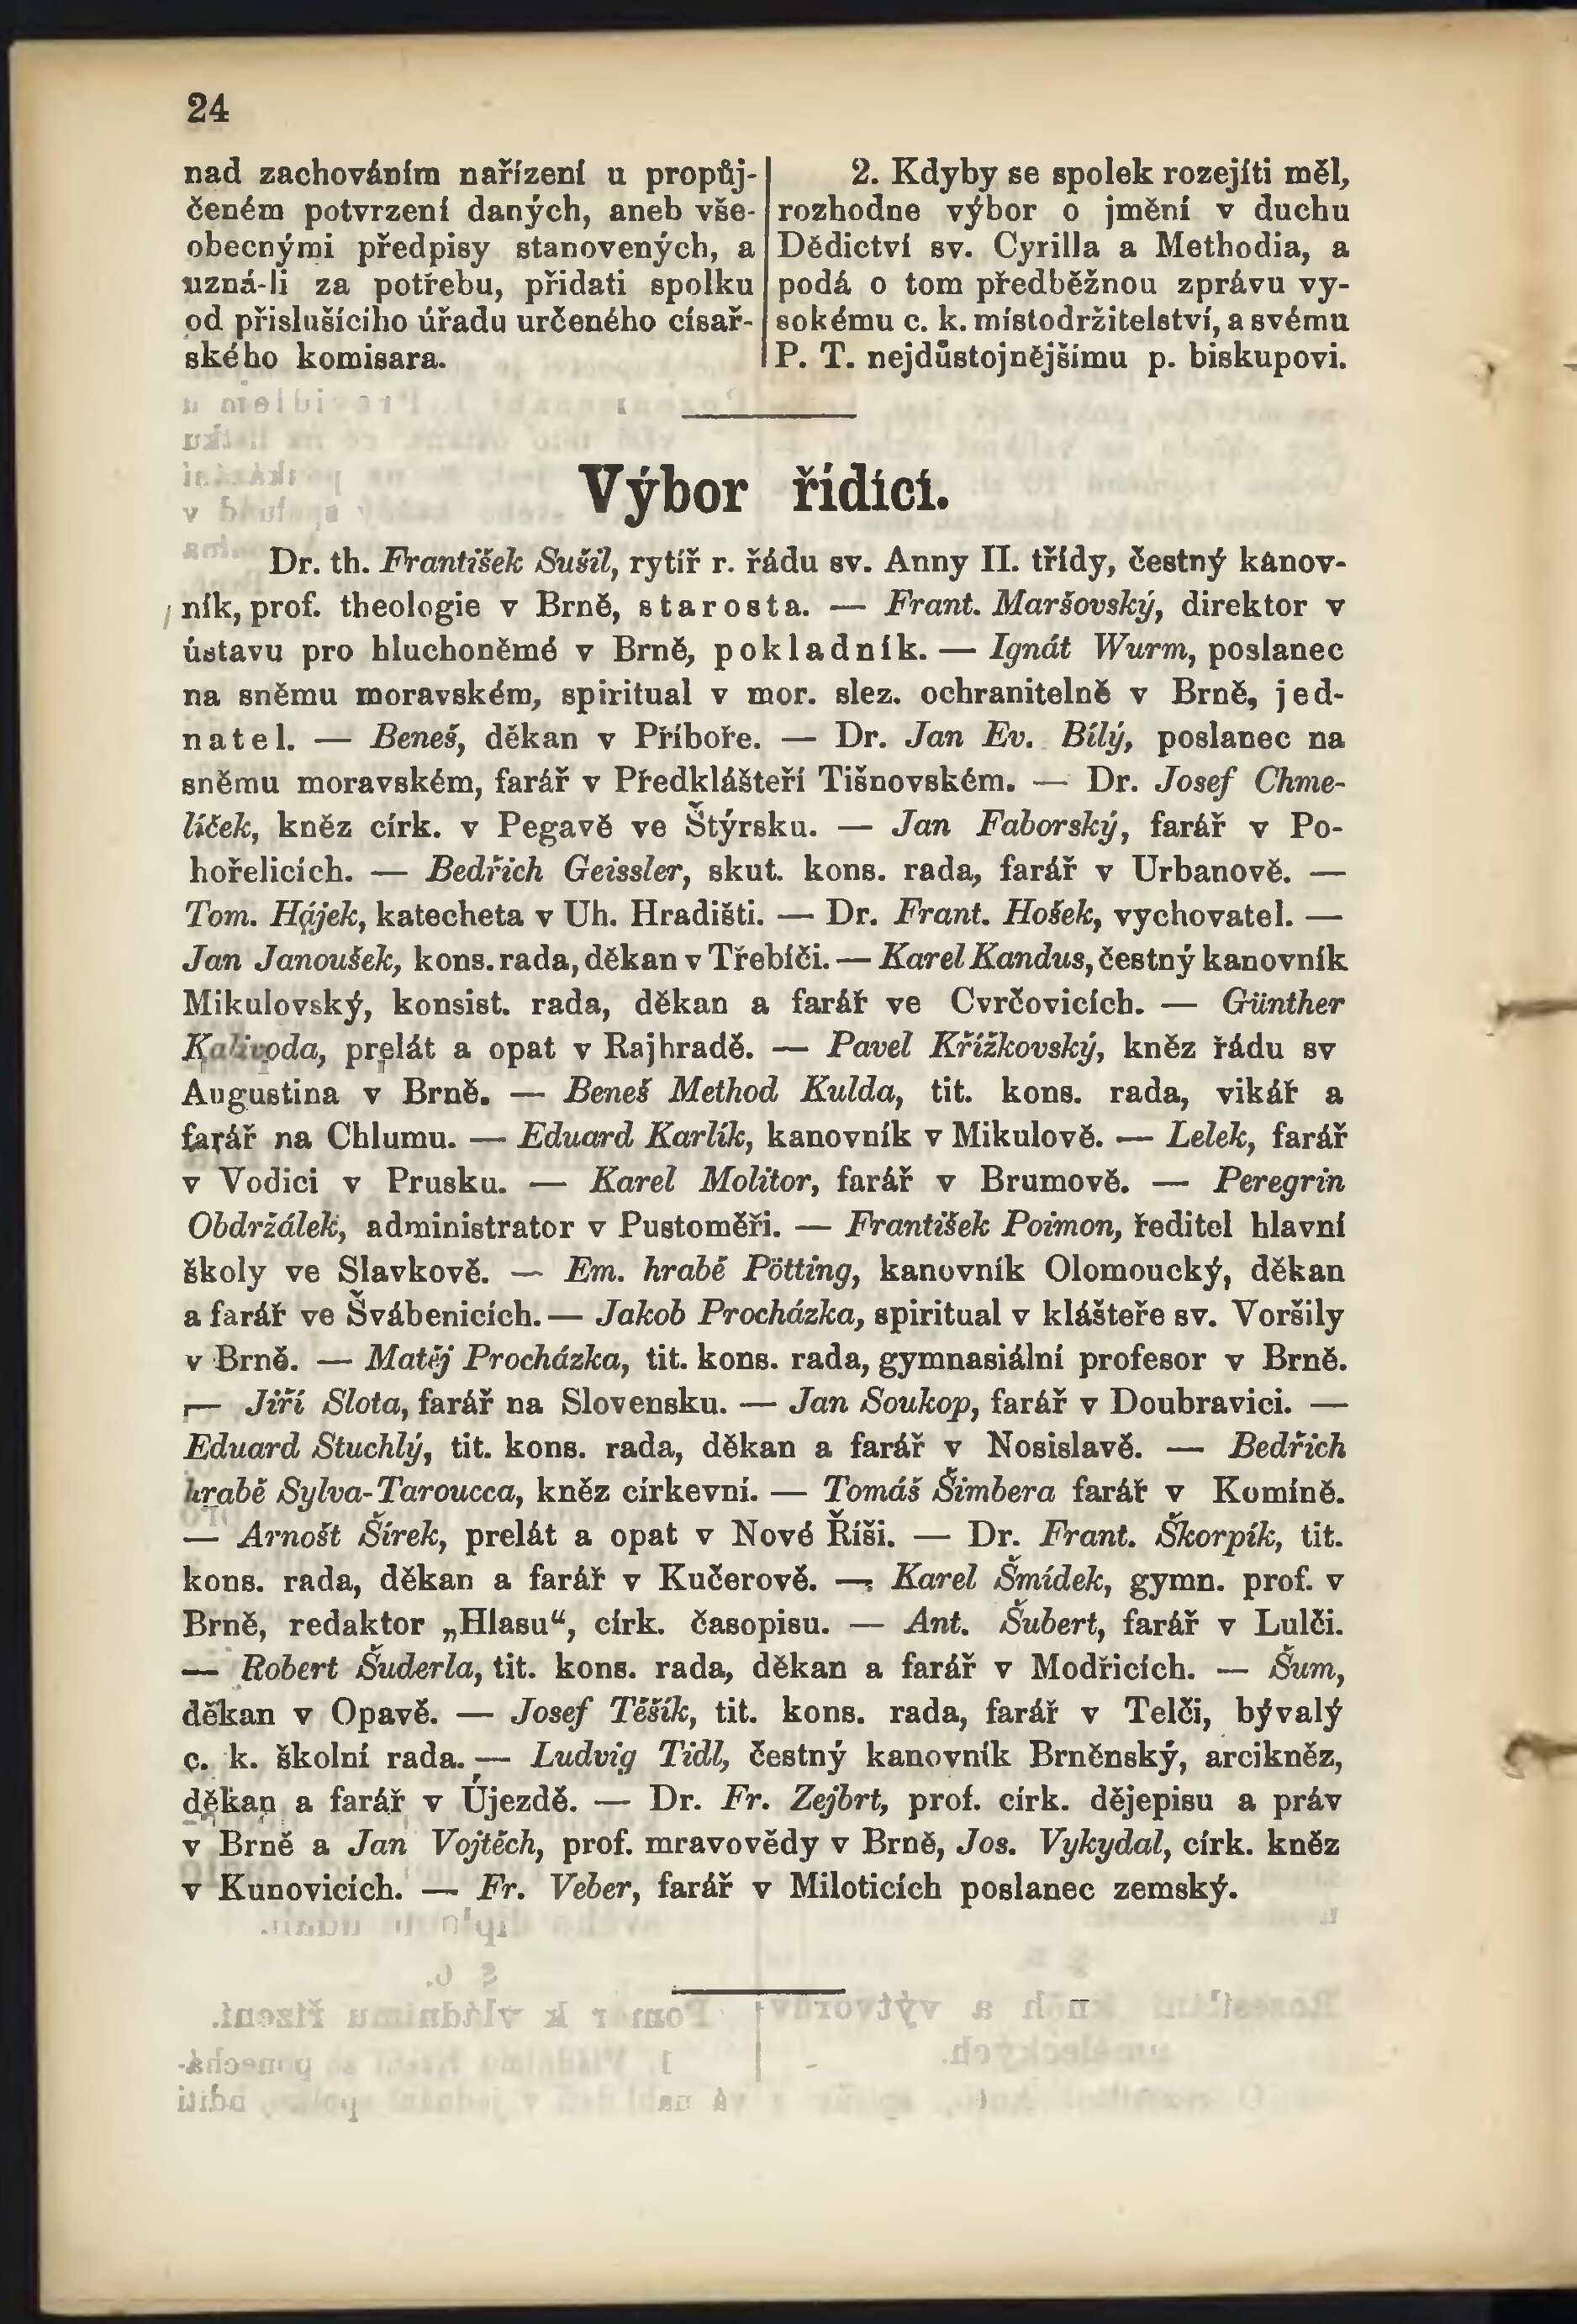 24
nad zachováním nařízení u propůj-
čeném potvrzení daných, aneb vše-
obecnými předpisy stanovených, a
uzná-li za potřebu, přidati spolku
od přislušícího úřadu určeného císař-
ského komisara.
2. Kdyby se spolek rozejíti měl,
rozhodne výbor o jmění v duchu
Dědictví sv. Cyrilla a Methodia, a
podá o tom předběžnou zprávu vy-
sokému c. k. místodržitelství, a svému
P. T. nejdůstojnějšímu p. biskupovi.
Výbor řídící.
Dr. th. František Sušil, rytíř r. řádu sv. Anny II. třídy, čestný kanov-
ník, prof. theologie v Brně, starosta. — Frant. Maršovský, direktor v
ústavu pro hluchoněmé v Brně, pokladník. — Ignát Wurm, poslanec
na sněmu moravském, spiritual v mor. slez. ochranitelně v Brně, jed-
natel. — Beneš, děkan v Příboře. — Dr. Jan Ev. Bílý, poslanec na
sněmu moravském, farář v Předklášteří Tišnovském. — Dr. Josef Chme-
líček, kněz círk. v Pegavě ve Štýrsku. — Jan Faborský, farář v Po-
hořelicích. — Bedřich Geissler, skut. kons. rada, farář v Urbanově. —
Tom. Hájek, katecheta v Uh. Hradišti. — Dr. Frant. Hošek, vychovatel. —
Jan Janoušek, kons. rada, děkan v Třebíči. — Karel Kandus, čestný kanovník
Mikulovský, konsist. rada, děkan a farář ve Cvrčovicích. — Günther
Kalivoda, prelát a opat v Rajhradě. — Pavel Křížkovský, kněz řádu sv
Augustina v Brně. — Beneš Method Kulda, tit. kons. rada, vikář a
farář na Chlumu. — Eduard Karlík, kanovník v Mikulově. — Lelek, farář
v Vodici v Prusku. — Karel Molitor, farář v Brumově. — Peregrin
Obdržálek, administrator v Pustoměři. — František Poimon, ředitel hlavní
školy ve Slavkově. — Em. hrabě Pötting, kanovník Olomoucký, děkan
a farář ve Švábenicích. — Jakob Procházka, spiritual v klášteře sv. Voršily
v Brně. — Matěj Procházka, tit. kons. rada, gymnasiální profesor v Brně.
— Jiří Slota, farář na Slovensku. — Jan Soukop, farář v Doubravici. —
Eduard Stuchlý, tit. kons. rada, děkan a farář v Nosislavě. — Bedřich
hrabě Sylva-Taroucca, kněz církevní. — Tomáš Šimbera farář v Komíně.
— Arnošt Šírek, prelát a opat v Nové Říši. — Dr. Frant. Škorpík, tit.
kons. rada, děkan a farář v Kučerově. — Karel Šmídek, gymn. prof. v
Brně, redaktor „Hlasu“, círk. časopisu. — Ant. Šubert, farář v Lulči.
— Robert Šuderla, tit. kons. rada, děkan a farář v Modřicích. — Šum,
děkan v Opavě. — Josef Těšík, tit. kons. rada, farář v Telči, bývalý
c. k. školní rada. — Ludvig Tidl, čestný kanovník Brněnský, arcikněz,
děkan a farář v Újezdě. — Dr. Fr. Zejbrt, prof. círk. dějepisu a práv
v Brně a Jan Vojtěch, prof. mravovědy v Brně, Jos. Vykydal, círk. kněz
v Kunovicích. — Fr. Veber, farář v Miloticích poslanec zemský.